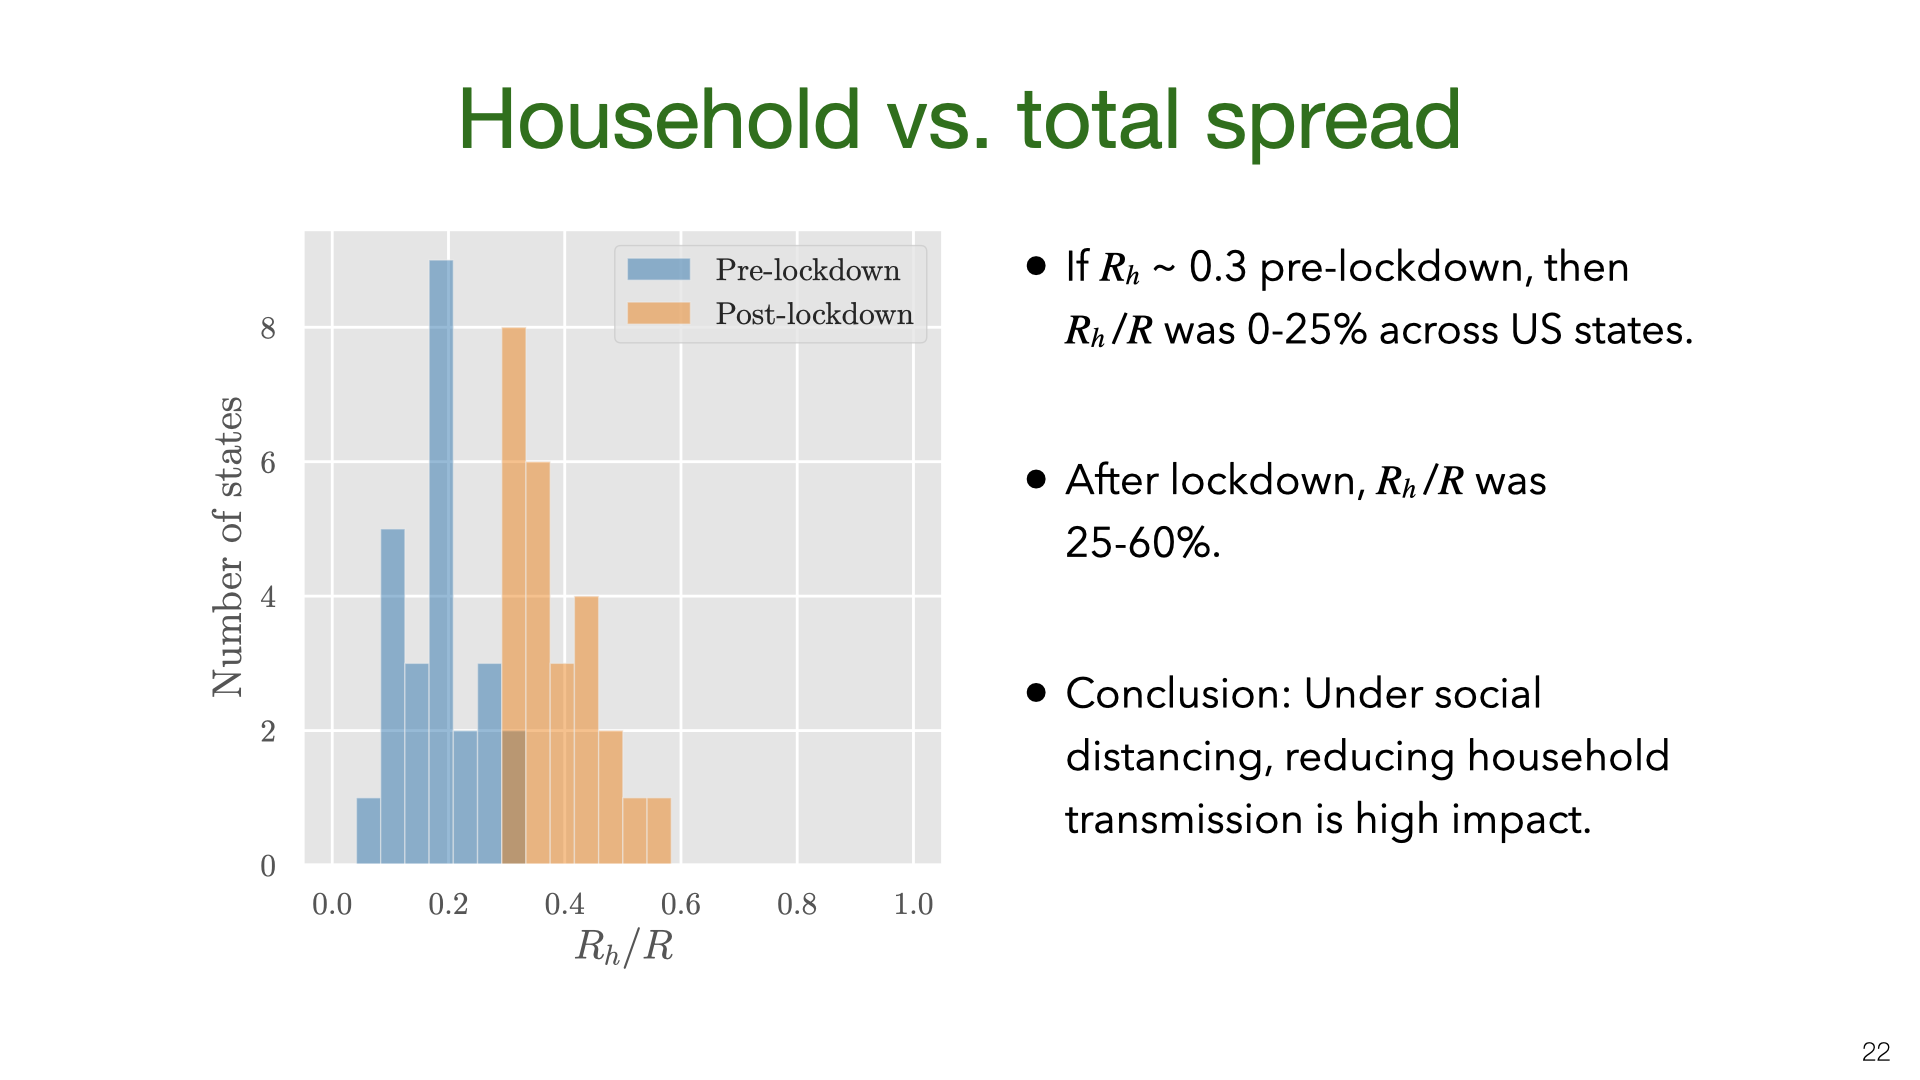 Household vs. total spread
Pre-lockdown
Post-lockdown
Number of states
8
6
4
2
0
0.0 0.2 0.4 0.6 0.8 1.0
R_h/R
• If R_h ~ 0.3 pre-lockdown, then
R_h/R was 0-25% across US states.
• After lockdown, R_h/R was
25-60%.
• Conclusion: Under social
distancing, reducing household
transmission is high impact.
22